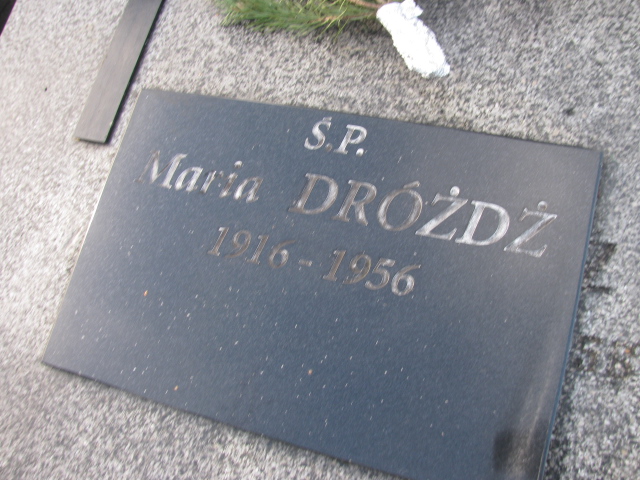 Ś.P.
Maria DRÓŻDŻ
1916 - 1956